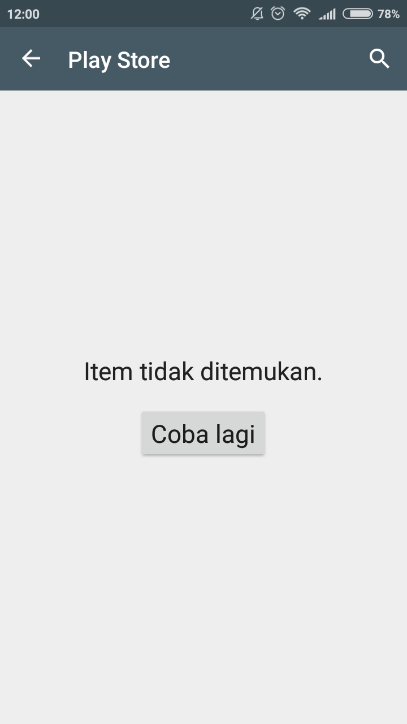 12:00 78%
Play Store
Item tidak ditemukan.
Coba lagi